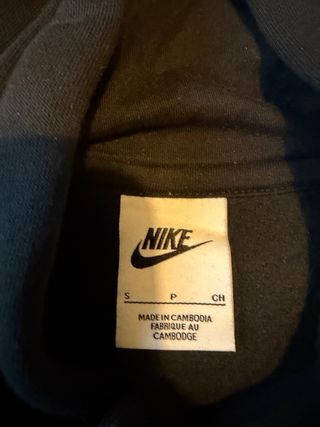 NIKE
S P CH
MADE IN CAMBODIA
FABRIQUE AU
CAMBODGE